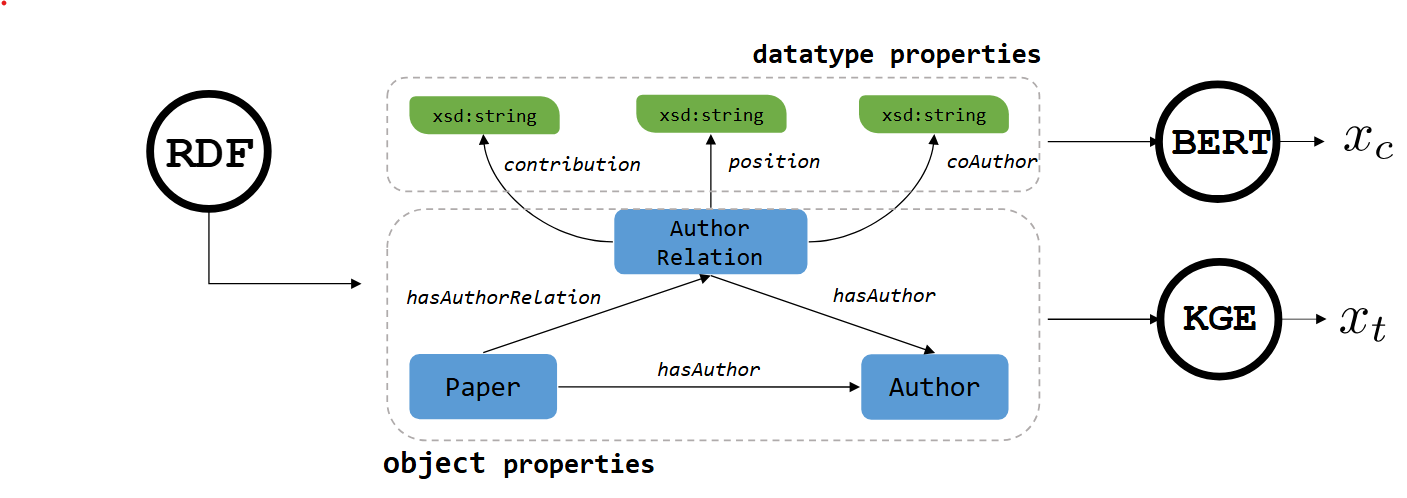 datatype properties
xsd:string xsd:string xsd:string
RDF
contribution position coAuthor
BERT
x_c
Author
Relation
hasAuthorRelation
hasAuthor
KGE
x_t
hasAuthor
Paper
Author
object properties